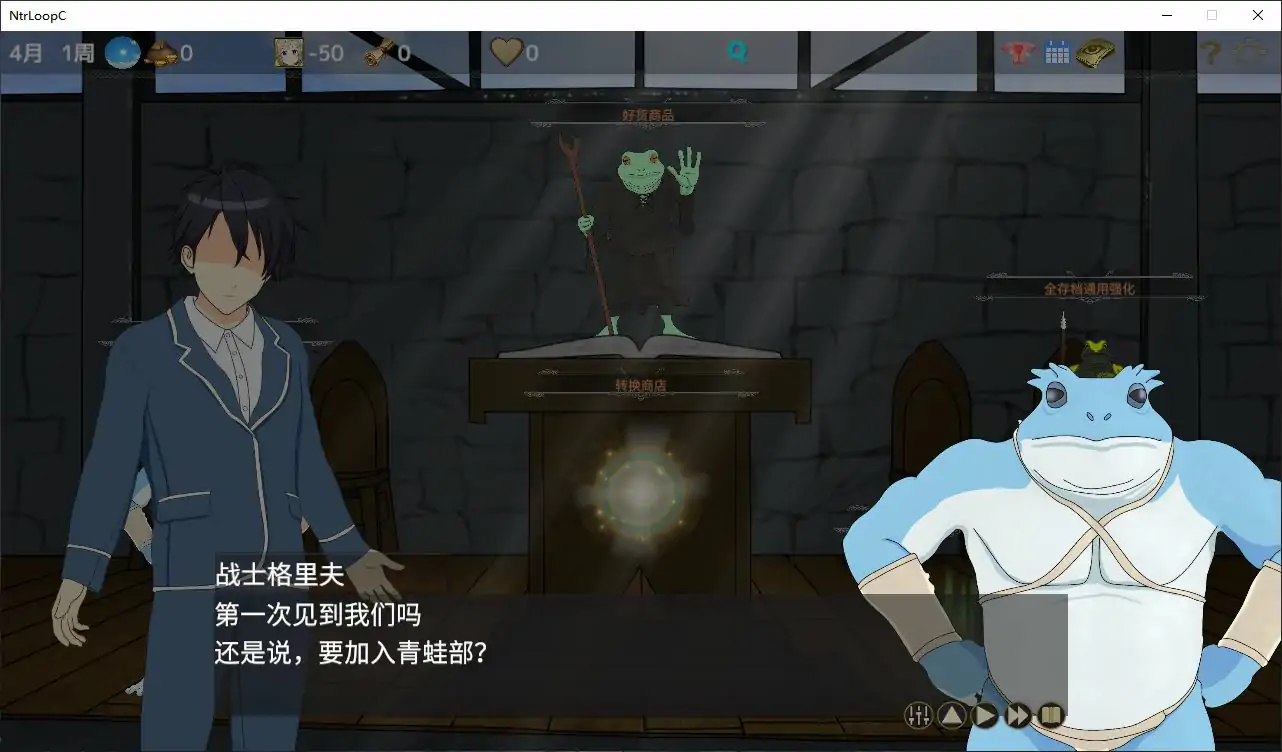 NtrLoopC
4月 1周 0 -50 0 0
好货商品
全存档通用强化
转换商店
战士格里夫
第一次见到我们吗
还是说，要加入青蛙部？